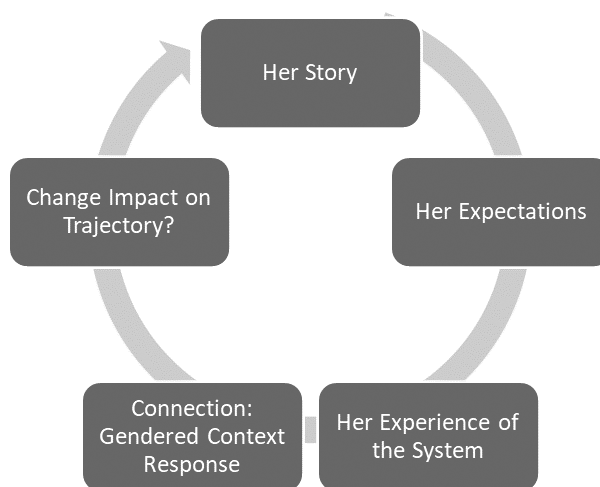 Her Story
Her Expectations
Her Experience of
the System
Connection:
Gendered Context
Response
Change Impact on
Trajectory?